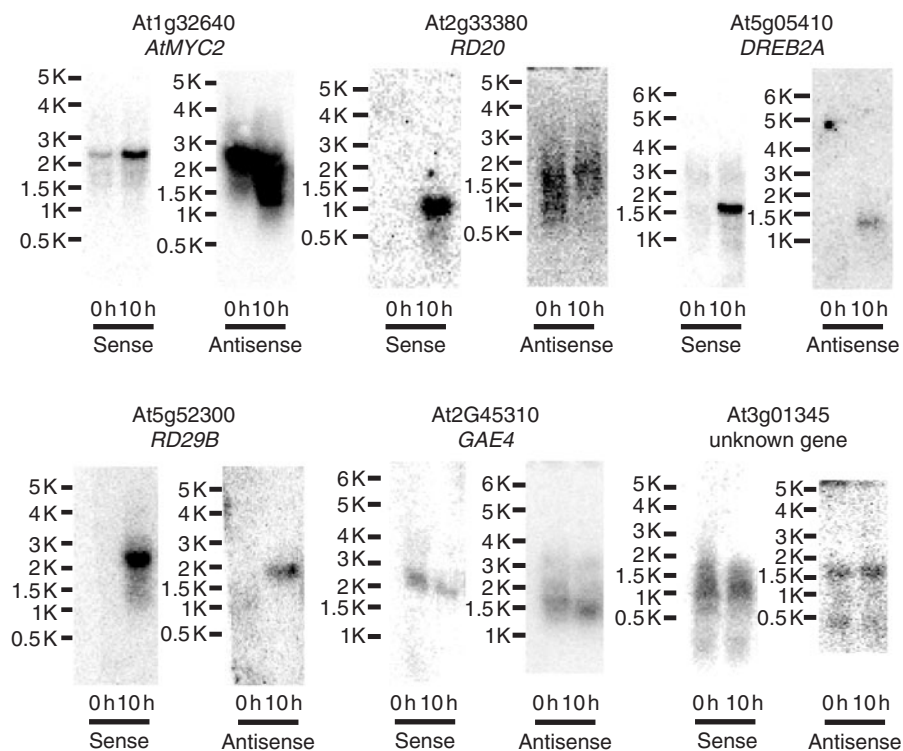 At1g32640
AtMYC2
5K
4K
3K
2K
1.5K
1K
0.5K
5K
4K
3K
2K
1.5K
1K
0.5K
0h 10h
Sense
0h 10h
Antisense
At2g33380
RD20
5K
4K
3K
2K
1.5K
1K
0.5K
5K
4K
3K
2K
1.5K
1K
0.5K
0h 10h
Sense
0h 10h
Antisense
At5g05410
DREB2A
6K
5K
4K
3K
2K
1.5K
1K
6K
5K
4K
3K
2K
1.5K
1K
0h 10h
Sense
0h 10h
Antisense
At5g52300
RD29B
5K
4K
3K
2K
1.5K
1K
0.5K
5K
4K
3K
2K
1.5K
1K
0.5K
0h 10h
Sense
0h 10h
Antisense
At2G45310
GAE4
6K
5K
4K
3K
2K
1.5K
1K
6K
5K
4K
3K
2K
1.5K
1K
0h 10h
Sense
0h 10h
Antisense
At3g01345
unknown gene
5K
4K
3K
2K
1.5K
1K
0.5K
5K
4K
3K
2K
1.5K
1K
0.5K
0h 10h
Sense
0h 10h
Antisense